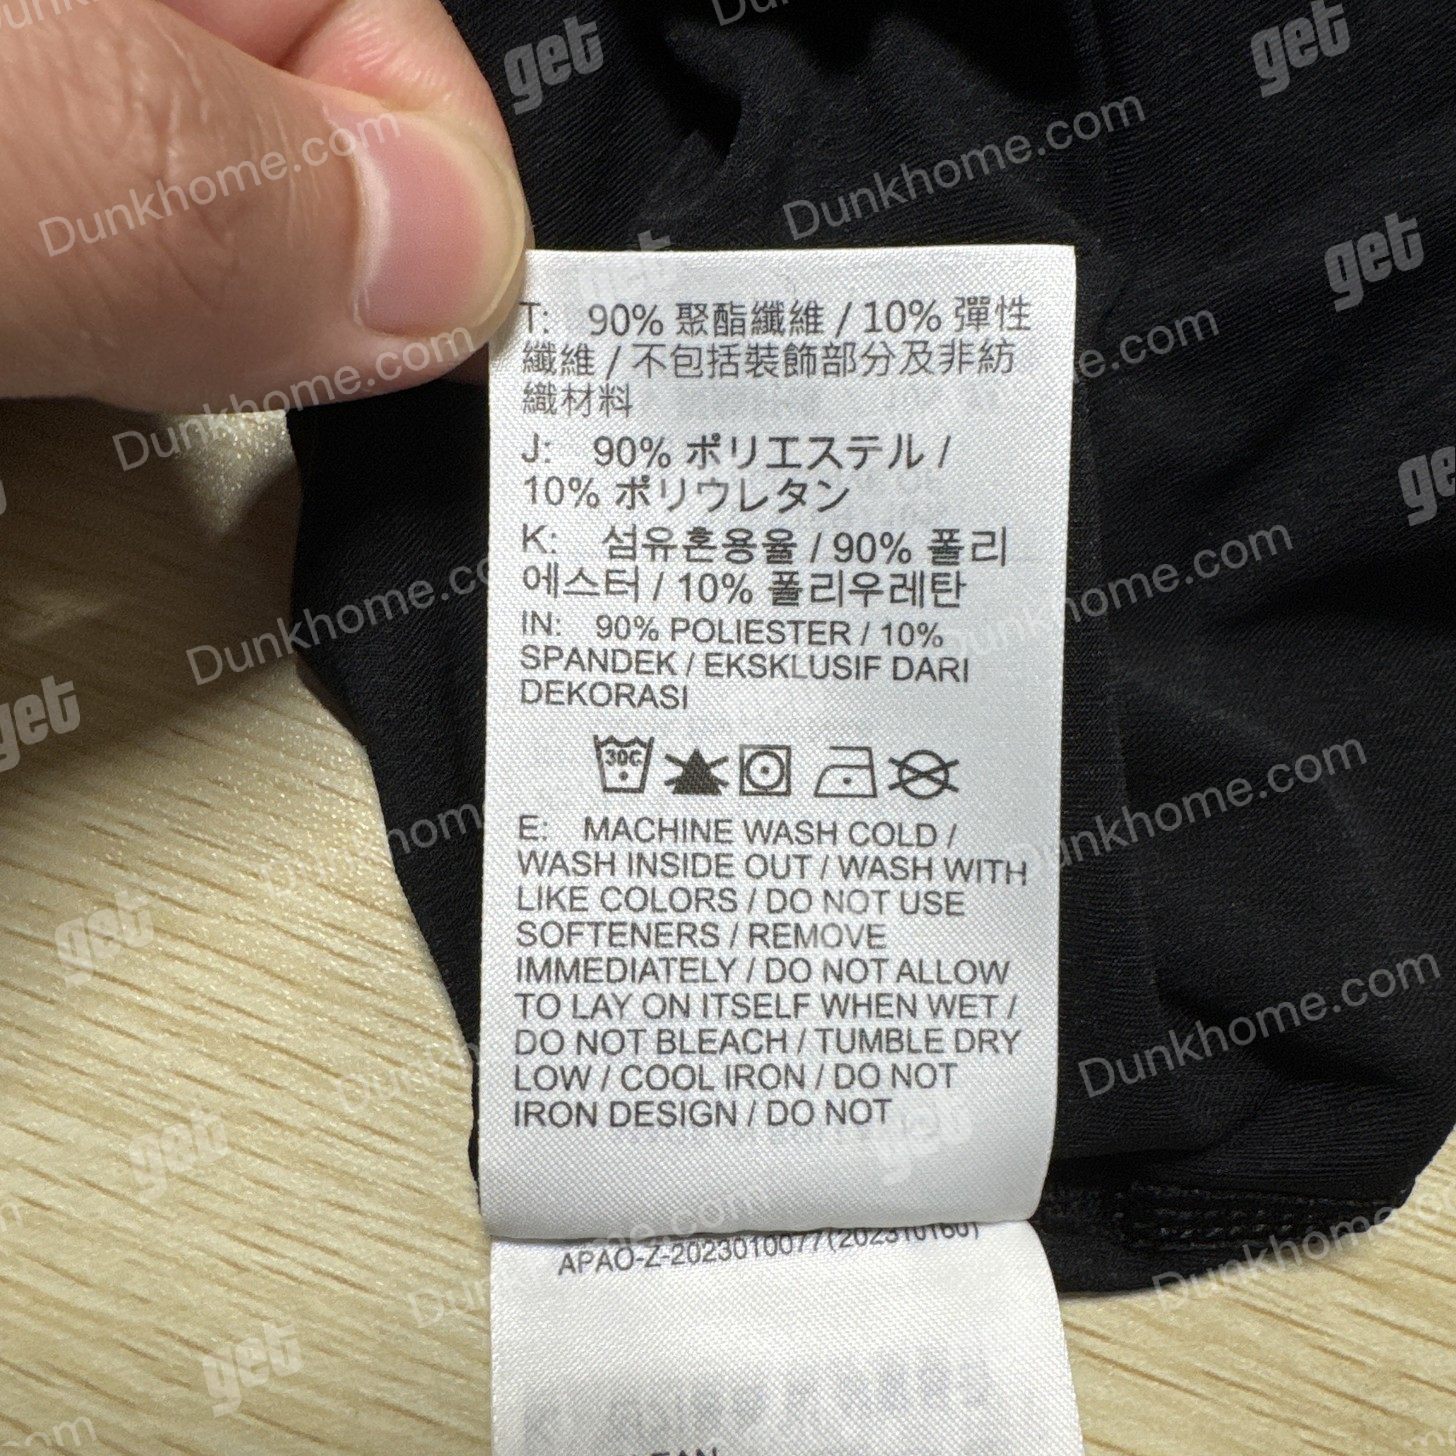 T: 90% 聚酯纖維 / 10% 彈性
纖維 / 不包括裝飾部分及非紡
織材料
J: 90% ポリエステル /
10% ポリウレタン
K: 섬유혼용율 / 90% 폴리
에스터 / 10% 폴리우레탄
IN: 90% POLIESTER / 10%
SPANDEK / EKSKLUSIF DARI
DEKORASI
30C
E: MACHINE WASH COLD /
WASH INSIDE OUT / WASH WITH
LIKE COLORS / DO NOT USE
SOFTENERS / REMOVE
IMMEDIATELY / DO NOT ALLOW
TO LAY ON ITSELF WHEN WET /
DO NOT BLEACH / TUMBLE DRY
LOW / COOL IRON / DO NOT
IRON DESIGN / DO NOT
APAO-Z-2023010077(202310160)
get
Dunkhome.com